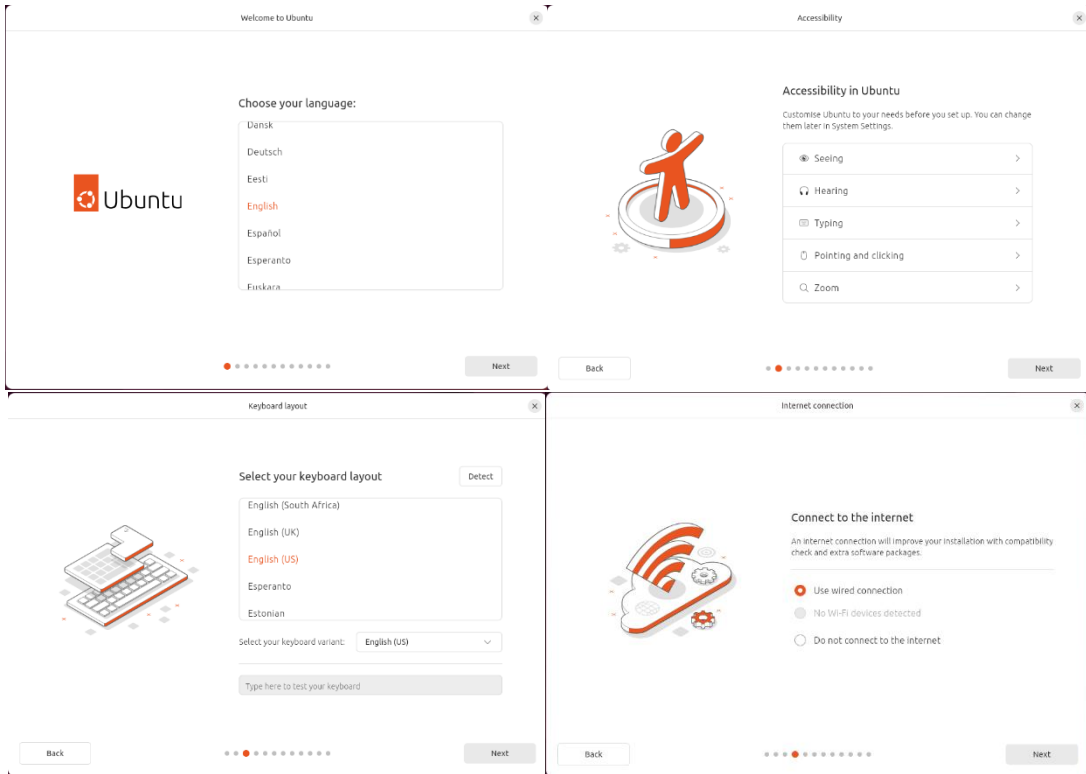 Welcome to Ubuntu
Choose your language:
Dansk
Deutsch
Eesti
English
Español
Esperanto
Euskara
Ubuntu
Next
Accessibility
Accessibility in Ubuntu
Customise Ubuntu to your needs before you set up. You can change
them later in System Settings.
Seeing
Hearing
Typing
Pointing and clicking
Zoom
Back
Next
Keyboard layout
Select your keyboard layout
Detect
English (South Africa)
English (UK)
English (US)
Esperanto
Estonian
Select your keyboard variant: English (US)
Type here to test your keyboard
Back
Next
Internet connection
Connect to the internet
An internet connection will improve your installation with compatibility
check and extra software packages.
Use wired connection
No Wi-Fi devices detected
Do not connect to the internet
Back
Next